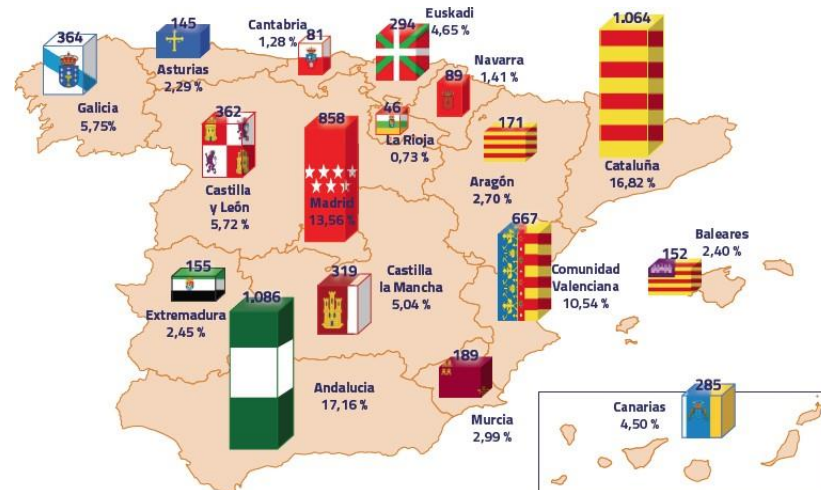 364
Galicia
5,75%
145
Asturias
2,29 %
Cantabria
1,28 %
81
294
Euskadi
4,65 %
Navarra
1,41 %
89
1.064
Cataluña
16,82 %
362
Castilla
y León
5,72 %
858
Madrid
13,56 %
46
La Rioja
0,73 %
171
Aragón
2,70 %
667
Comunidad
Valenciana
10,54 %
Baleares
2,40 %
152
155
Extremadura
2,45 %
319
Castilla
la Mancha
5,04 %
1.086
Andalucia
17,16 %
189
Murcia
2,99 %
285
Canarias
4,50 %